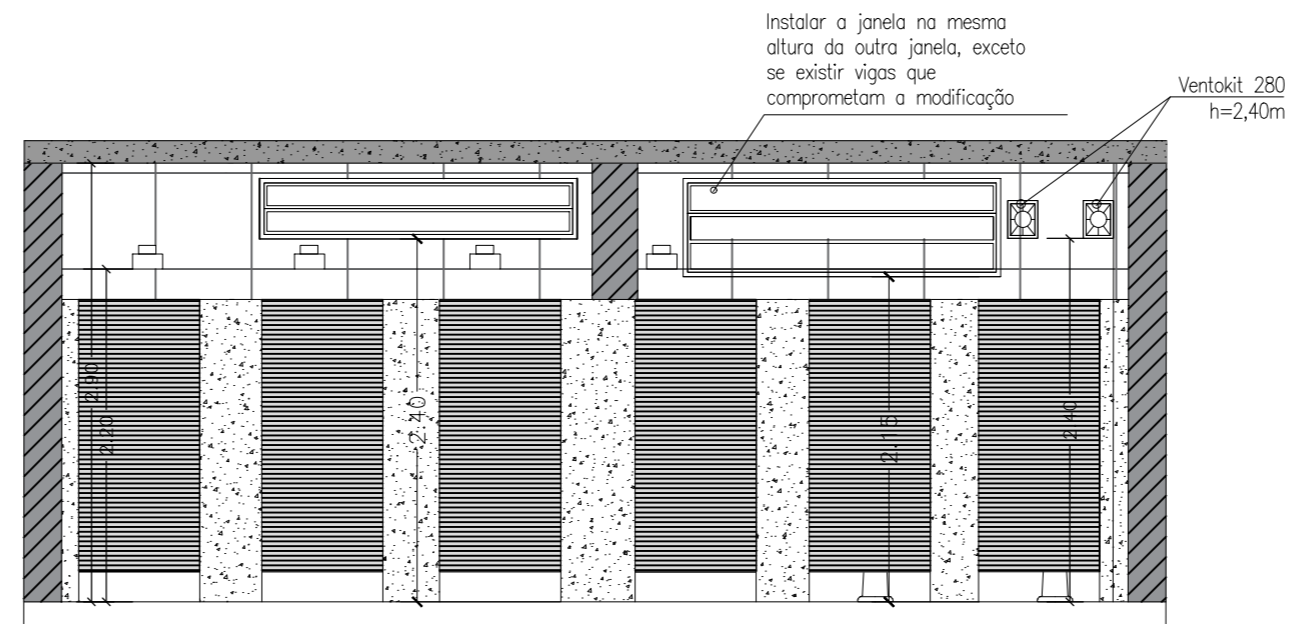 Instalar a janela na mesma
altura da outra janela, exceto
se existir vigas que
comprometam a modificação
Ventokit 280
h=2,40m
2.90
2.20
2.40
2.15
2.40